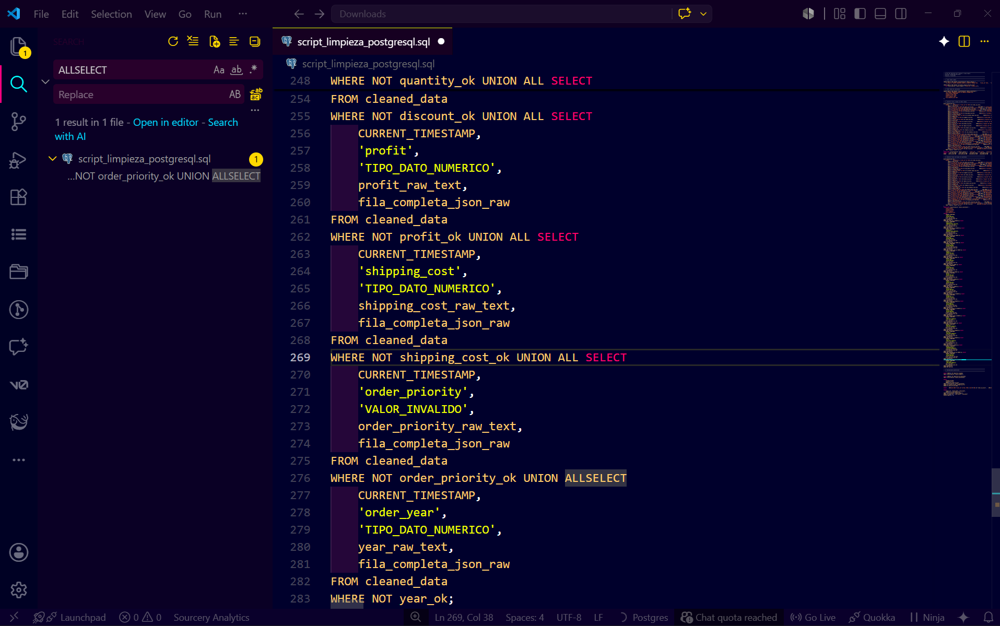 File Edit Selection View Go Run ···
Downloads
SEARCH
1
ALLSELECT
Aa ab .*
Replace
AB
1 result in 1 file - Open in editor - Search
with AI
script_limpieza_postgresql.sql 1
...NOT order_priority_ok UNION ALLSELECT
script_limpieza_postgresql.sql
script_limpieza_postgresql.sql
248 WHERE NOT quantity_ok UNION ALL SELECT
254 FROM cleaned_data
255 WHERE NOT discount_ok UNION ALL SELECT
256 CURRENT_TIMESTAMP,
257 'profit',
258 'TIPO_DATO_NUMERICO',
259 profit_raw_text,
260 fila_completa_json_raw
261 FROM cleaned_data
262 WHERE NOT profit_ok UNION ALL SELECT
263 CURRENT_TIMESTAMP,
264 'shipping_cost',
265 'TIPO_DATO_NUMERICO',
266 shipping_cost_raw_text,
267 fila_completa_json_raw
268 FROM cleaned_data
269 WHERE NOT shipping_cost_ok UNION ALL SELECT
270 CURRENT_TIMESTAMP,
271 'order_priority',
272 'VALOR_INVALIDO',
273 order_priority_raw_text,
274 fila_completa_json_raw
275 FROM cleaned_data
276 WHERE NOT order_priority_ok UNION ALLSELECT
277 CURRENT_TIMESTAMP,
278 'order_year',
279 'TIPO_DATO_NUMERICO',
280 year_raw_text,
281 fila_completa_json_raw
282 FROM cleaned_data
283 WHERE NOT year_ok;
Launchpad 0 0 Sourcery Analytics Ln 269, Col 38 Spaces: 4 UTF-8 LF Postgres Chat quota reached Go Live Quokka Ninja